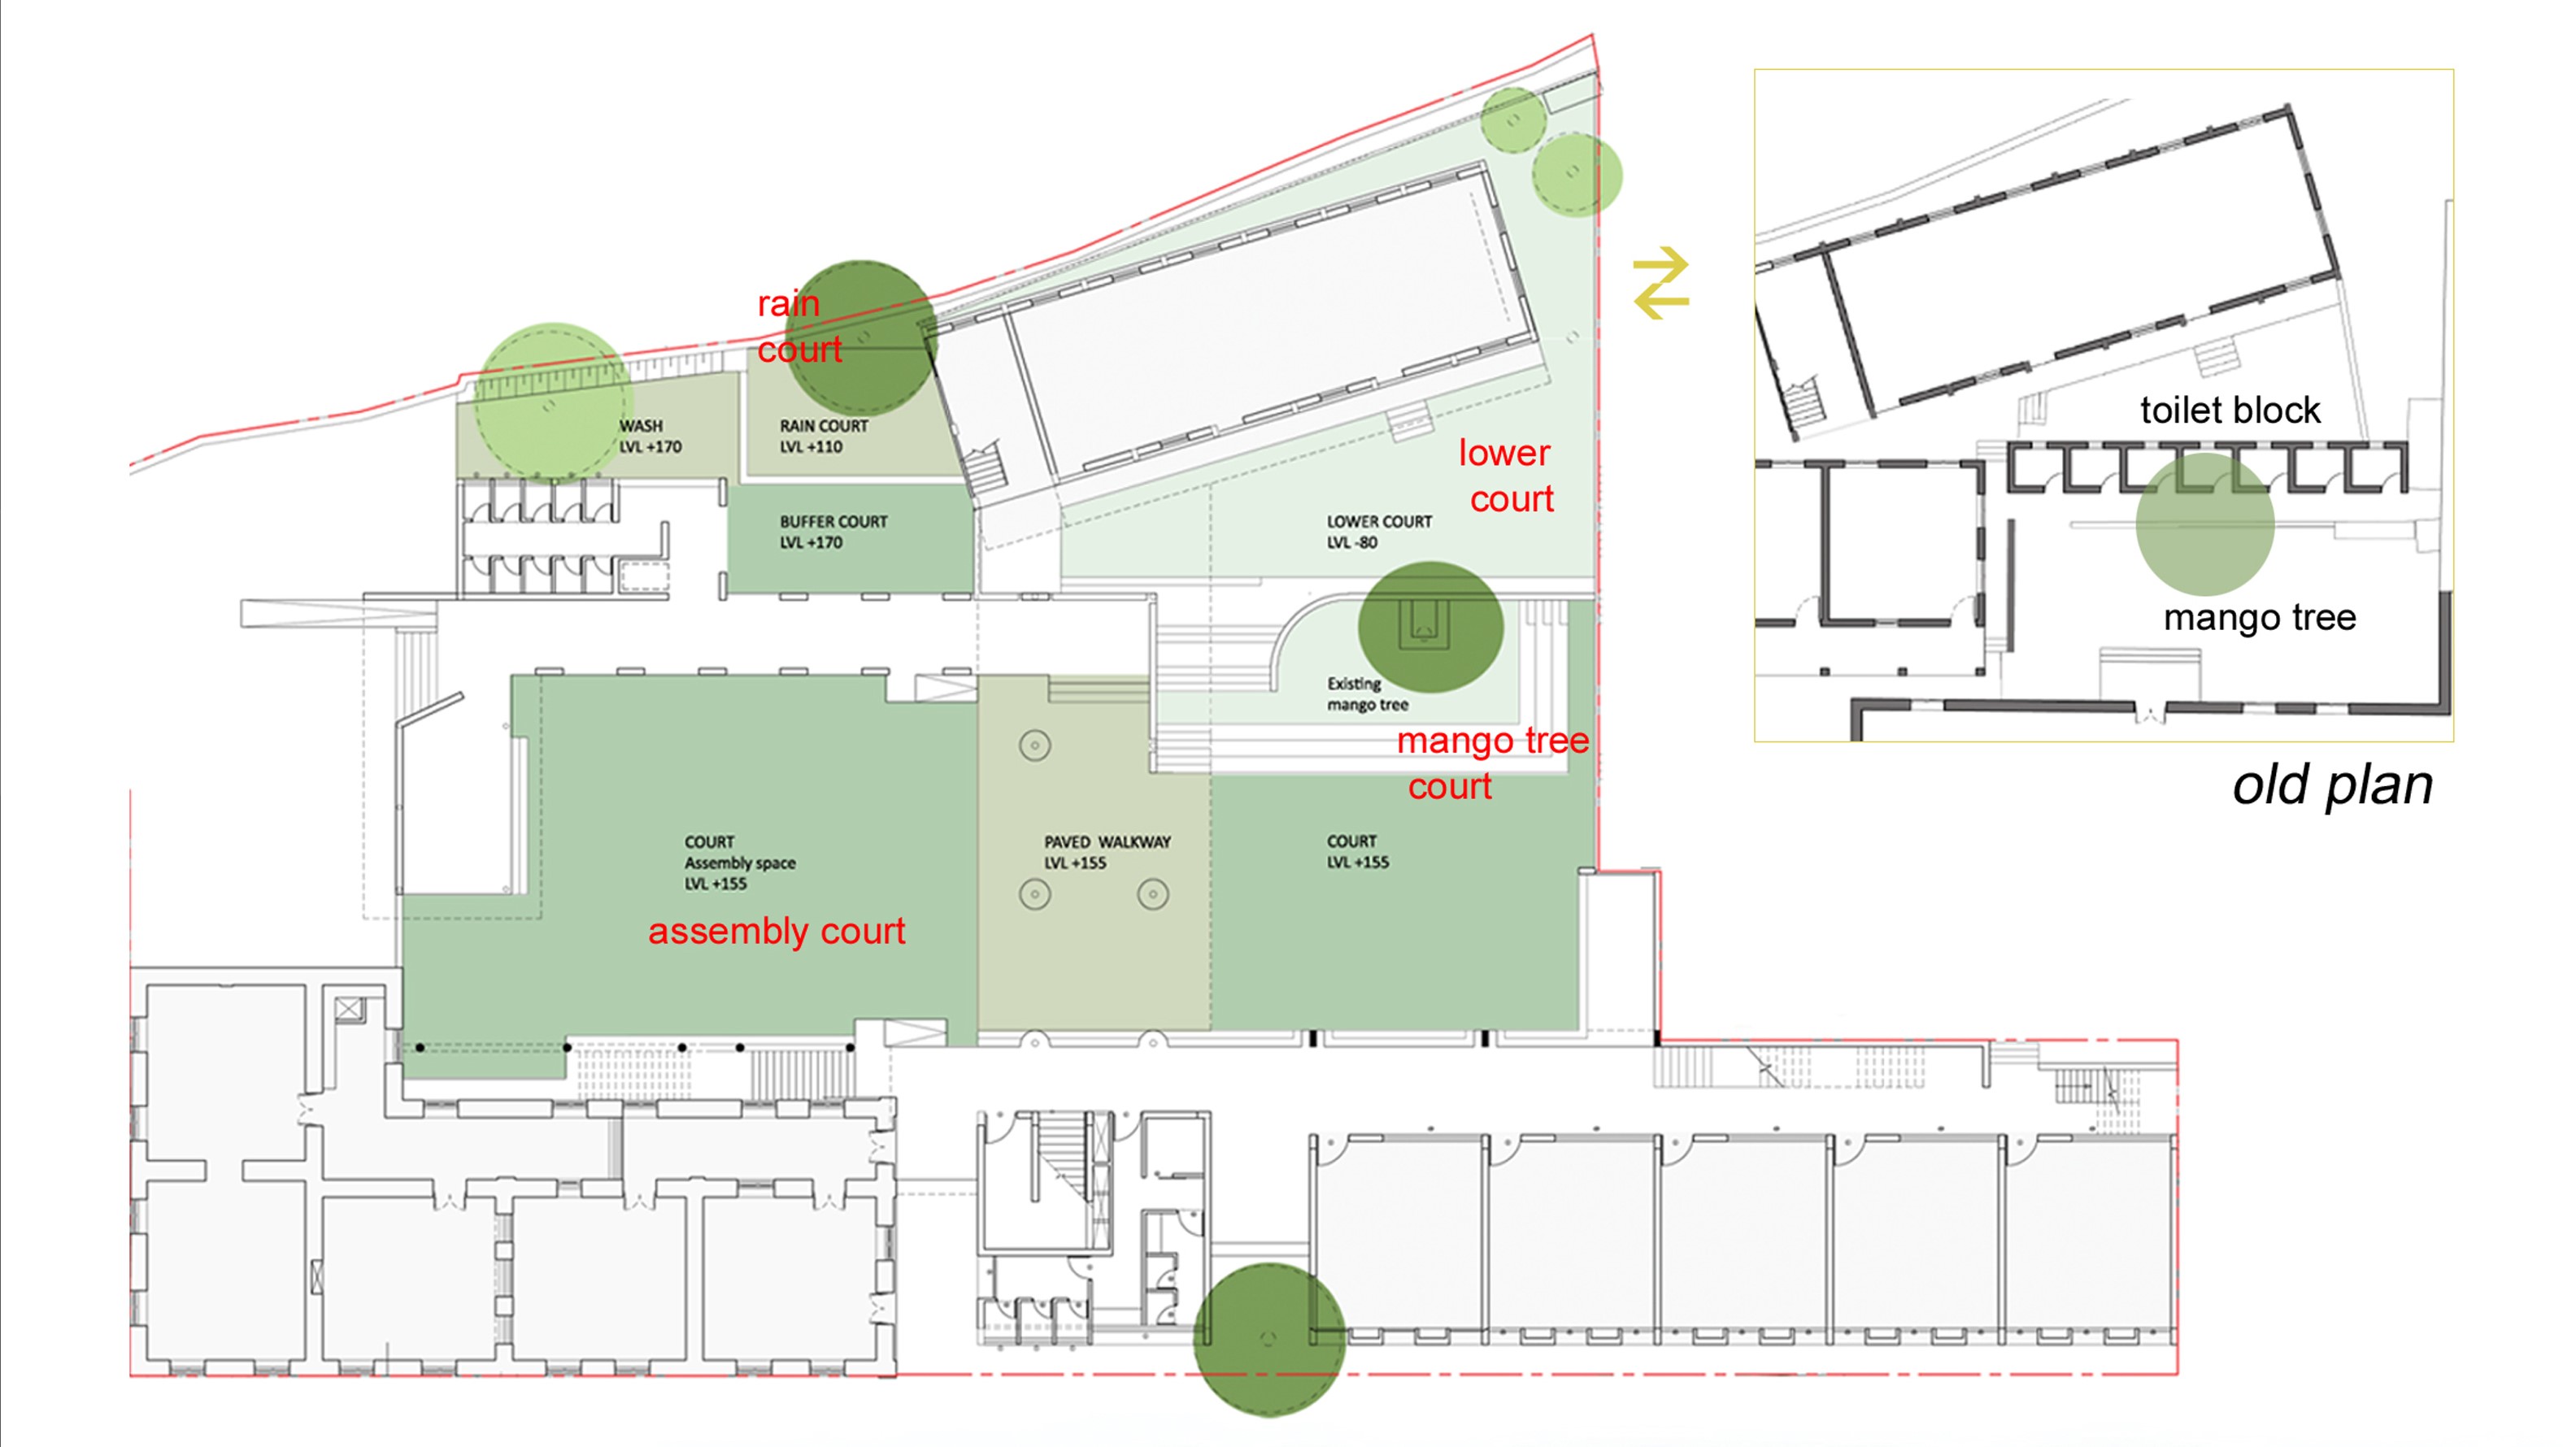 rain
court
WASH
LVL +170
RAIN COURT
LVL +110
BUFFER COURT
LVL +170
lower
court
LOWER COURT
LVL -80
Existing
mango tree
mango tree
court
COURT
Assembly space
LVL +155
assembly court
PAVED WALKWAY
LVL +155
COURT
LVL +155
toilet block
mango tree
old plan